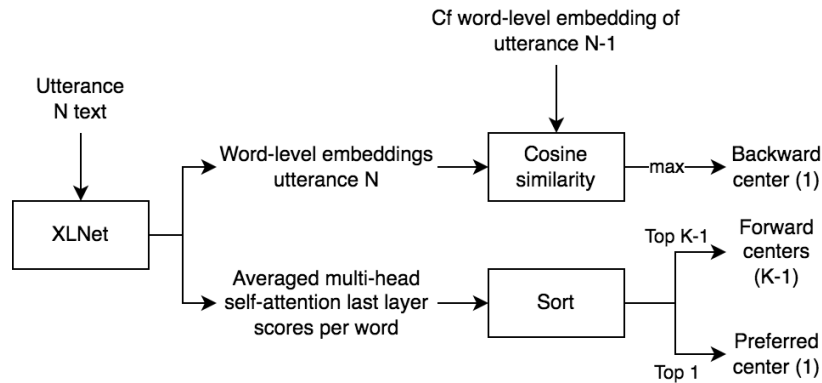 Cf word-level embedding of
utterance N-1
Utterance
N text
Word-level embeddings
utterance N
Cosine
similarity
max
Backward
center (1)
XLNet
Averaged multi-head
self-attention last layer
scores per word
Sort
Top K-1
Forward
centers
(K-1)
Top 1
Preferred
center (1)